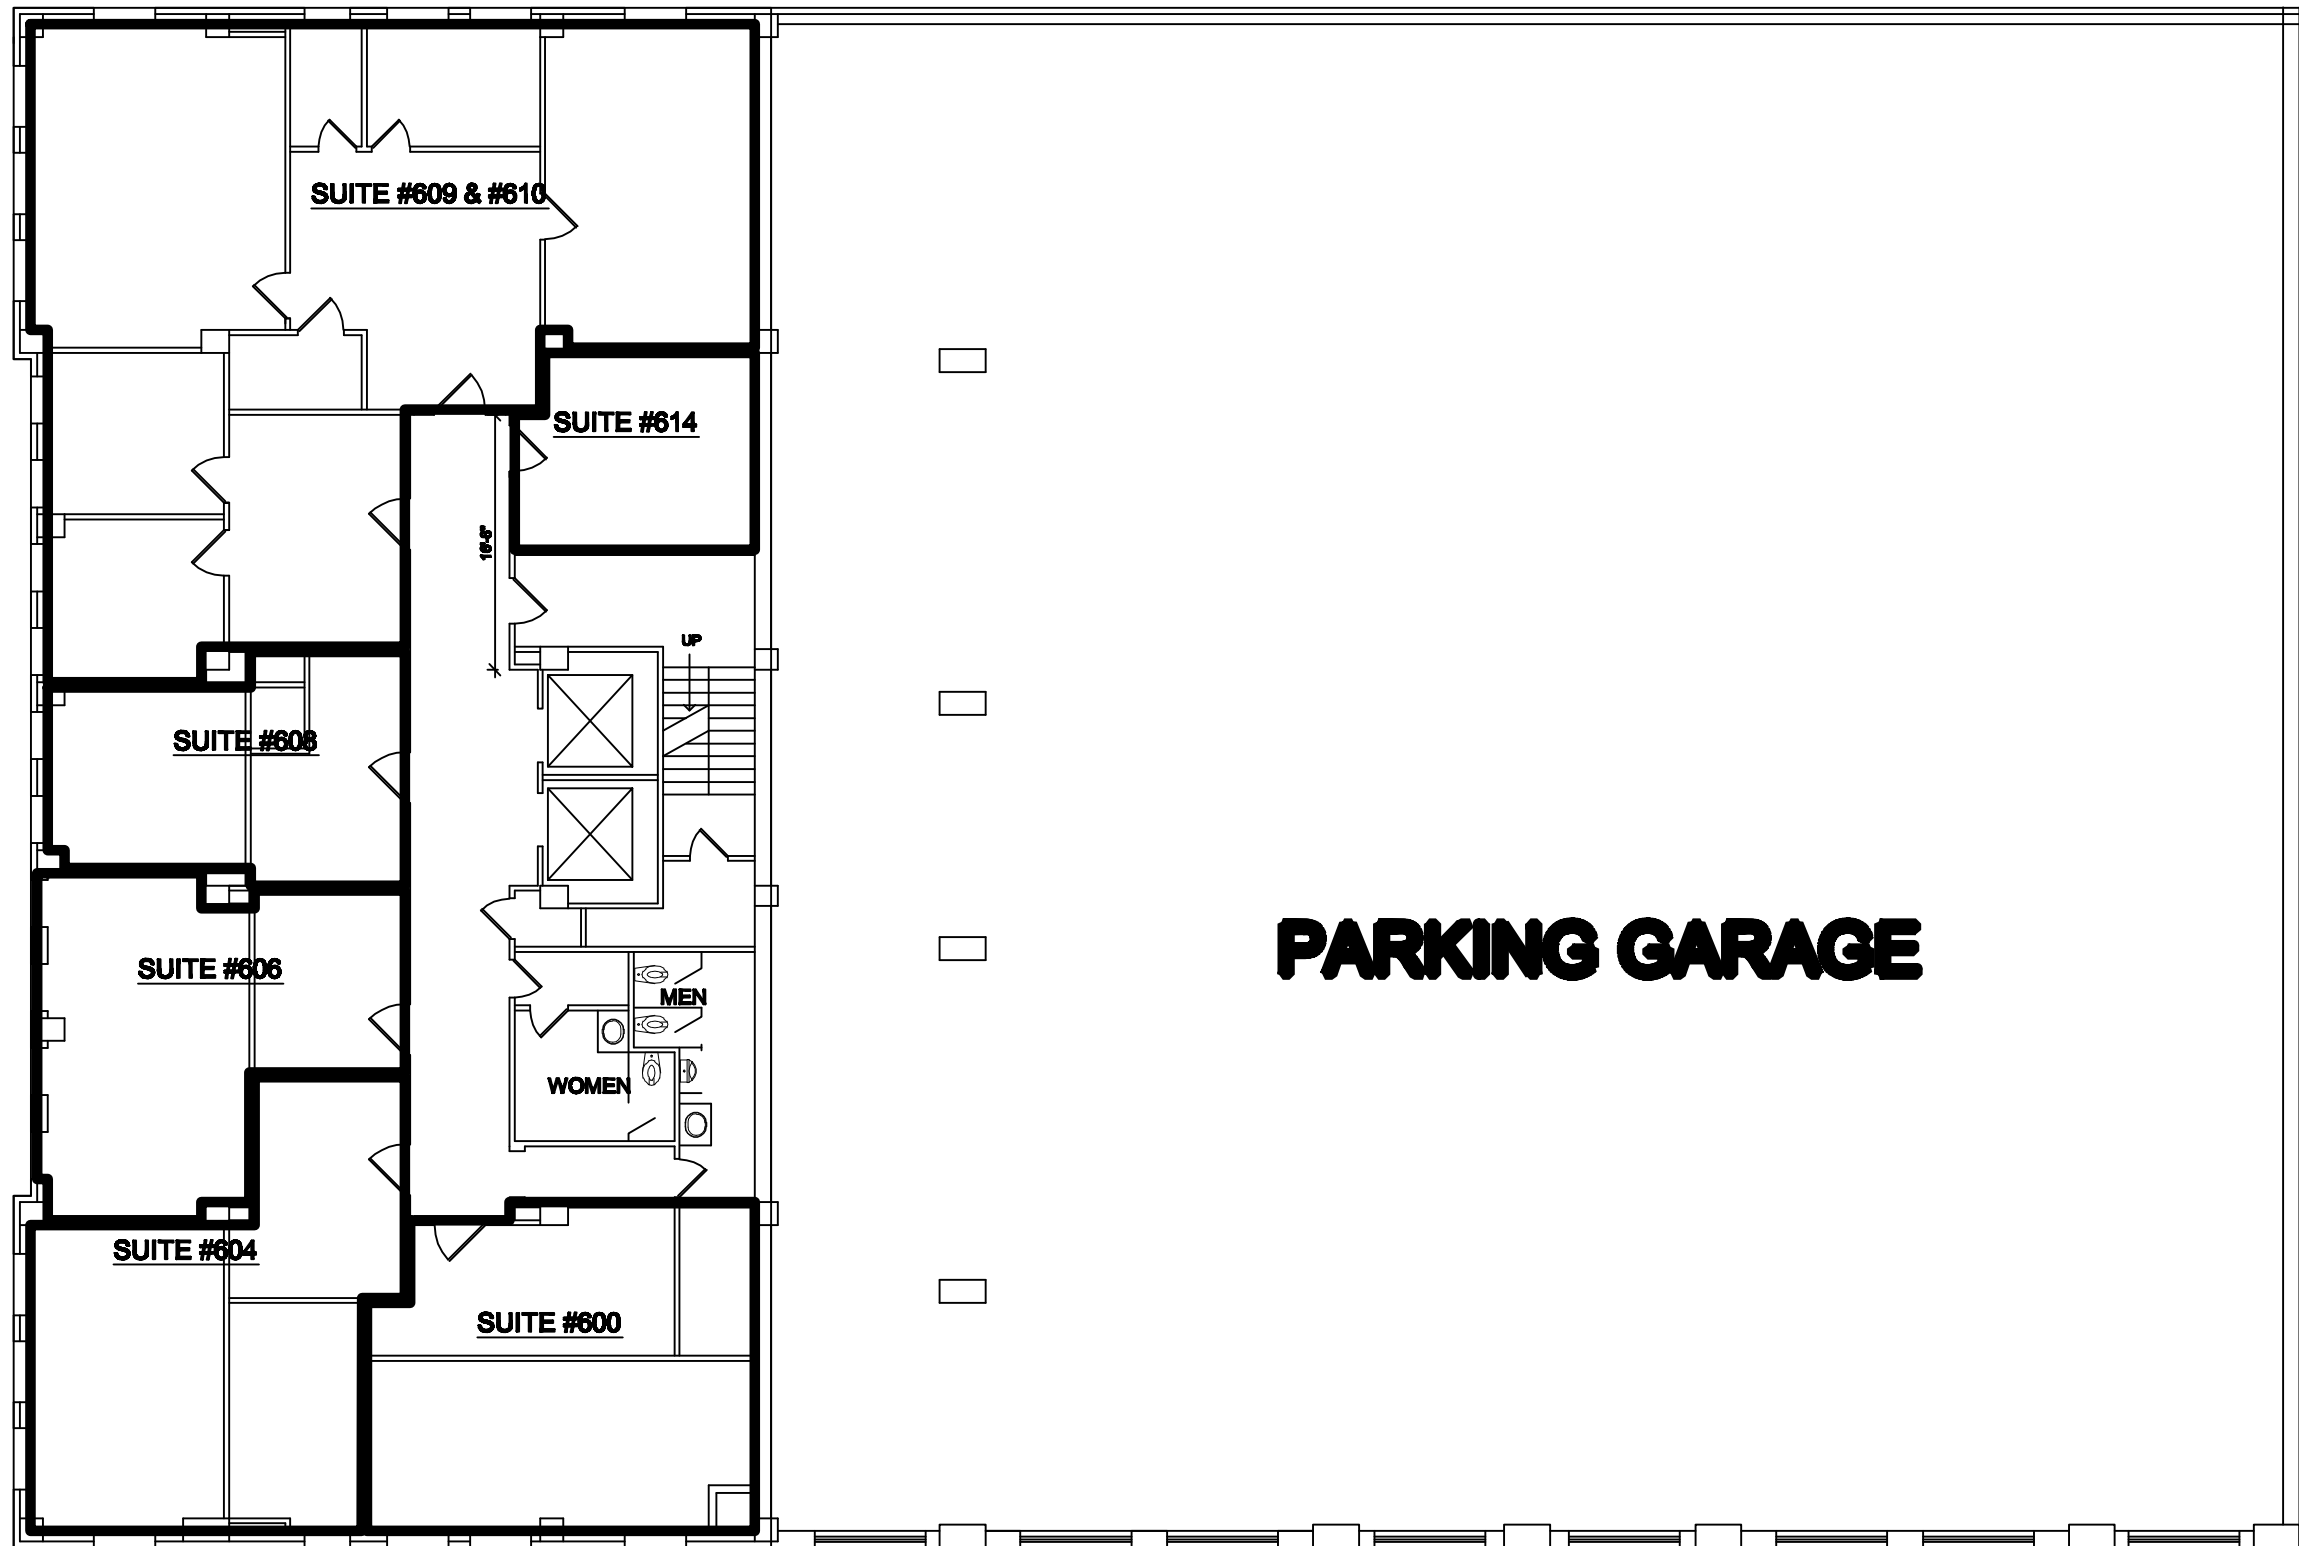 SUITE #609 & #610
SUITE #614
UP
SUITE #608
SUITE #606
MEN
WOMEN
PARKING GARAGE
SUITE #604
SUITE #600